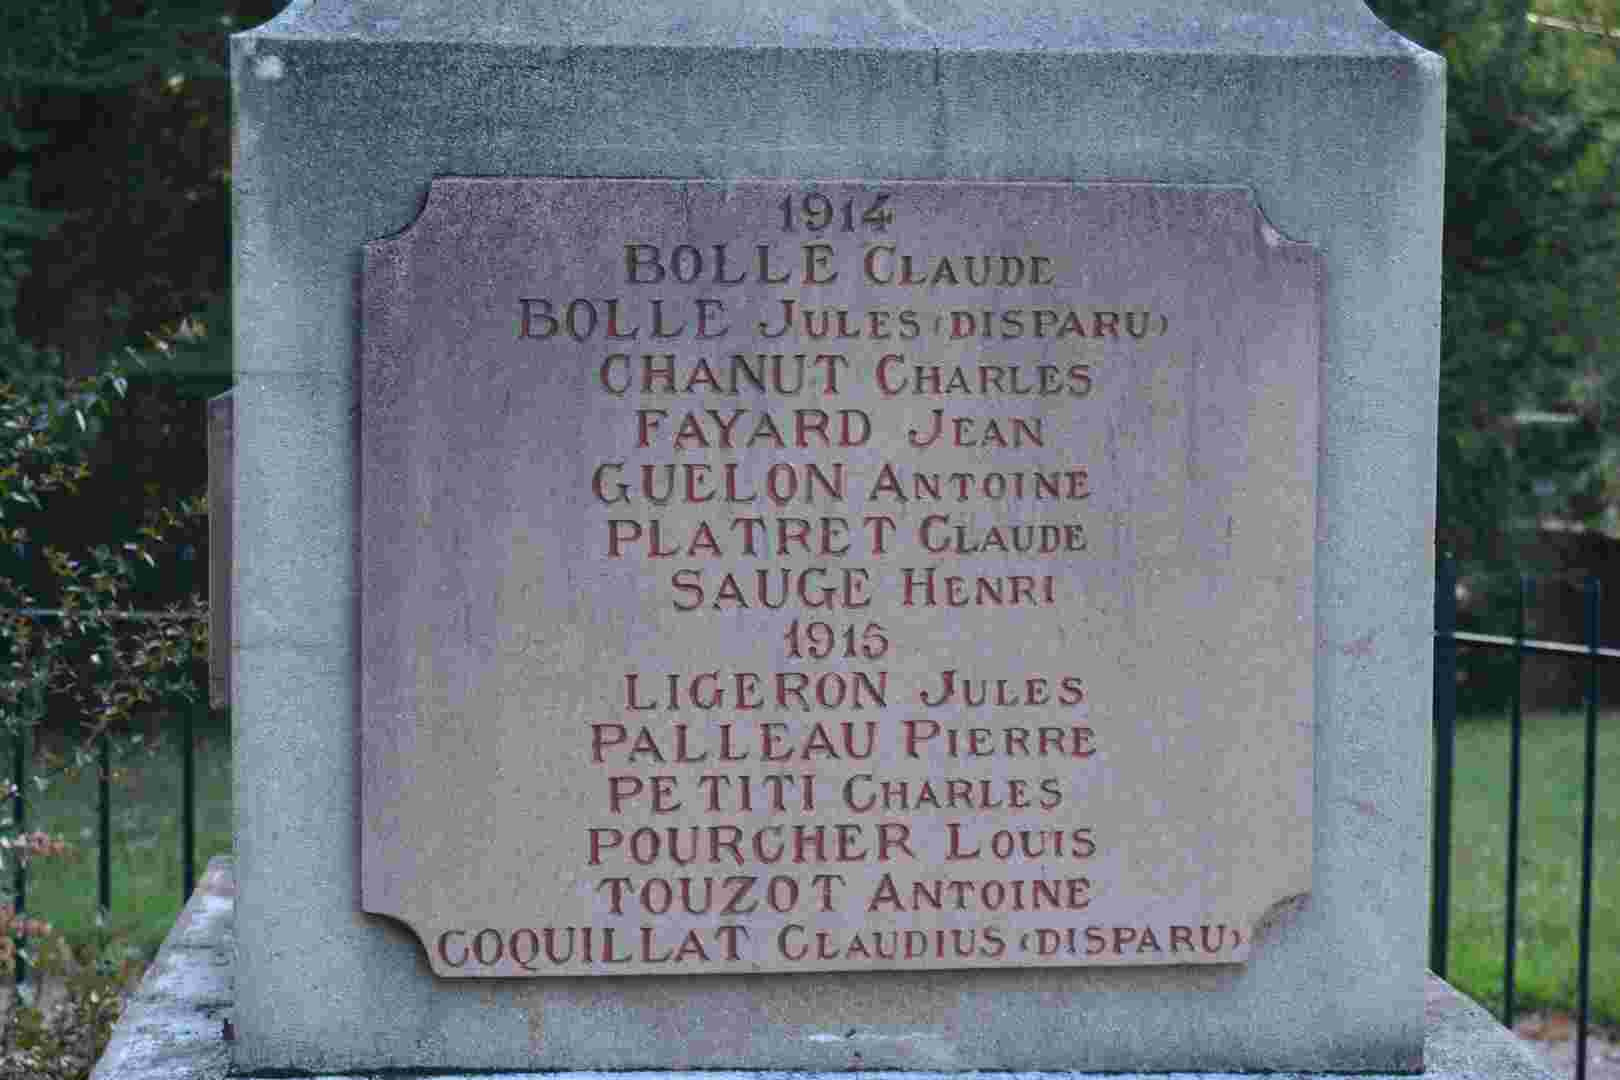 1914
BOLLE CLAUDE
BOLLE JULES (DISPARU)
CHANUT CHARLES
FAYARD JEAN
GUELON ANTOINE
PLATRET CLAUDE
SAUGE HENRI
1915
LIGERON JULES
PALLEAU PIERRE
PETITI CHARLES
POURCHER LOUIS
TOUZOT ANTOINE
COQUILLAT CLAUDIUS (DISPARU)